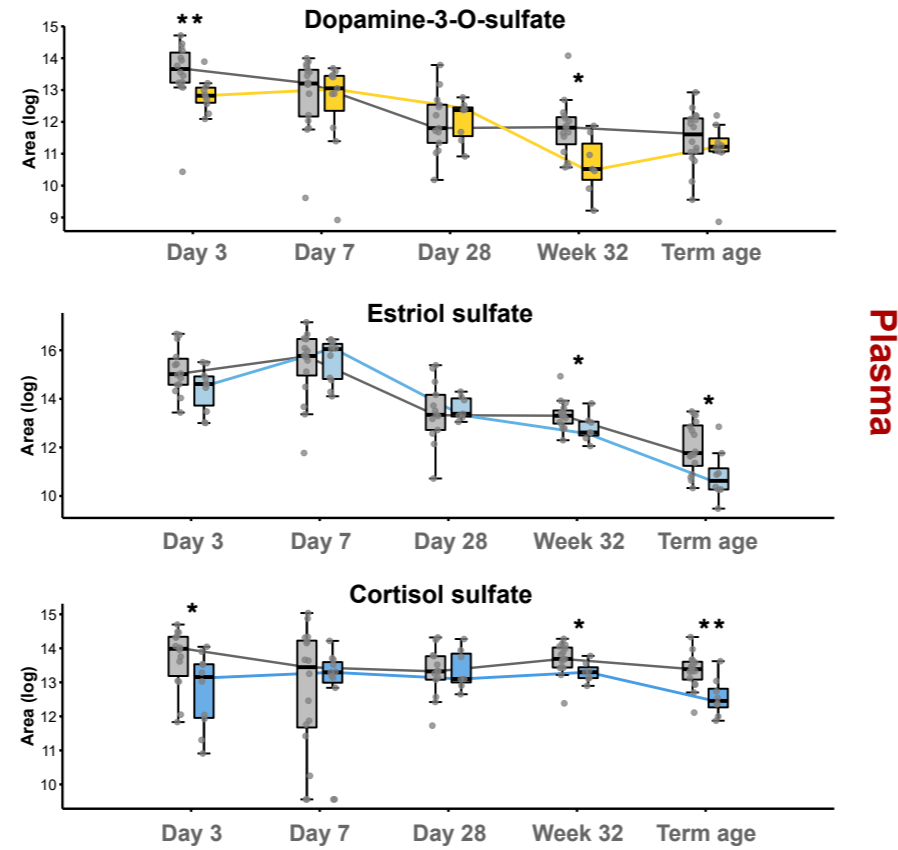 Dopamine-3-O-sulfate
**
*
Area (log)
15
14
13
12
11
10
9
Day 3 Day 7 Day 28 Week 32 Term age
Estriol sulfate
*
*
Area (log)
16
14
12
10
Day 3 Day 7 Day 28 Week 32 Term age
Plasma
Cortisol sulfate
*
*
**
Area (log)
15
14
13
12
11
10
Day 3 Day 7 Day 28 Week 32 Term age